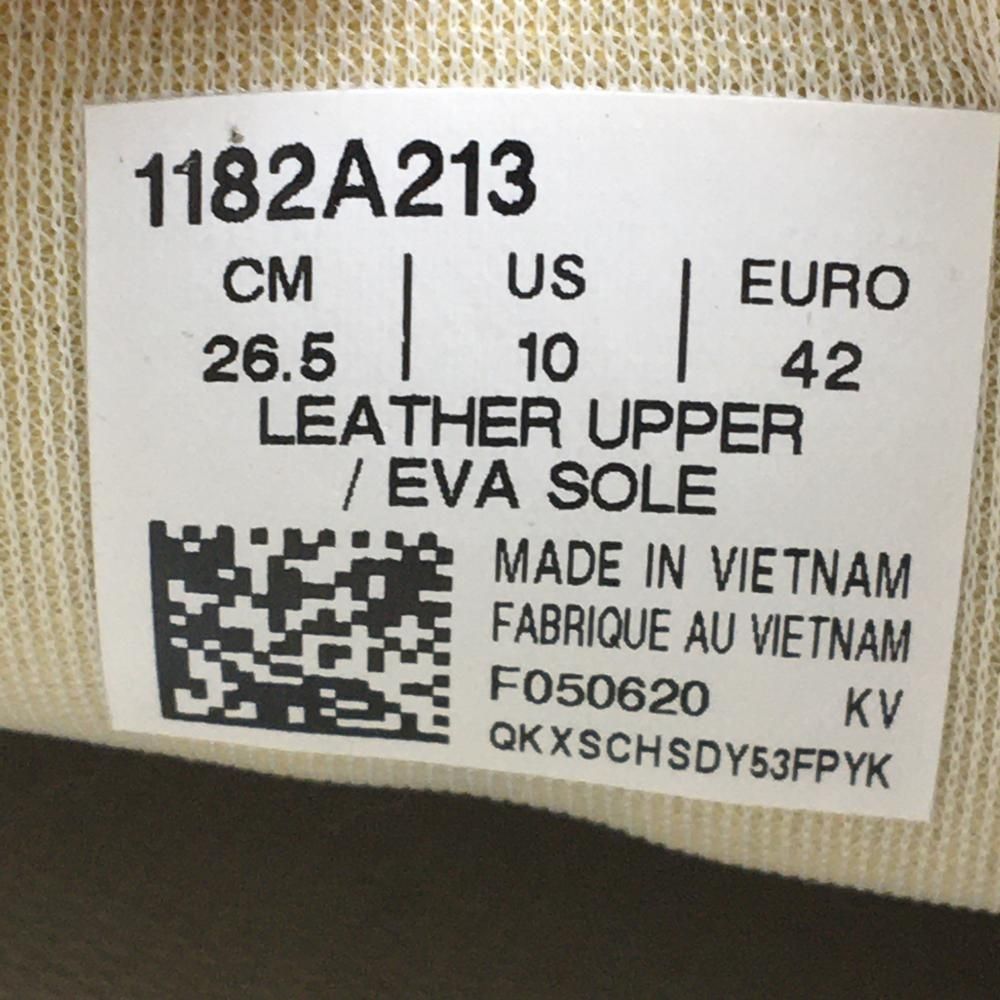 1182A213
CM | US | EURO
26.5 | 10 | 42
LEATHER UPPER
/ EVA SOLE
MADE IN VIETNAM
FABRIQUE AU VIETNAM
F050620 KV
QKXSCHSDY53FPYK